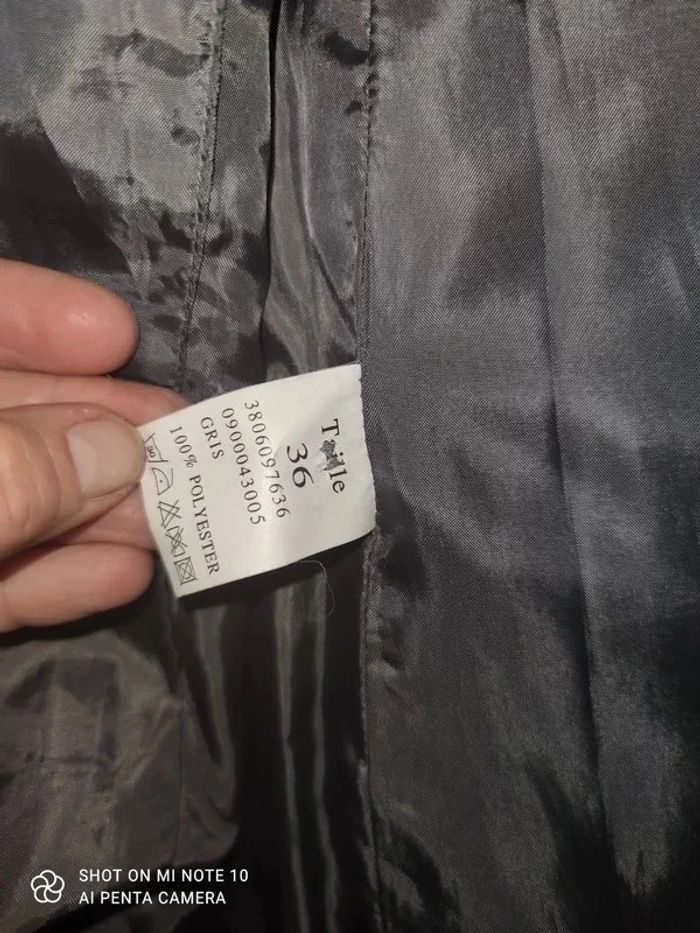 Taille
36
3806097636
0900043005
GRIS
100% POLYESTER
SHOT ON MI NOTE 10
AI PENTA CAMERA